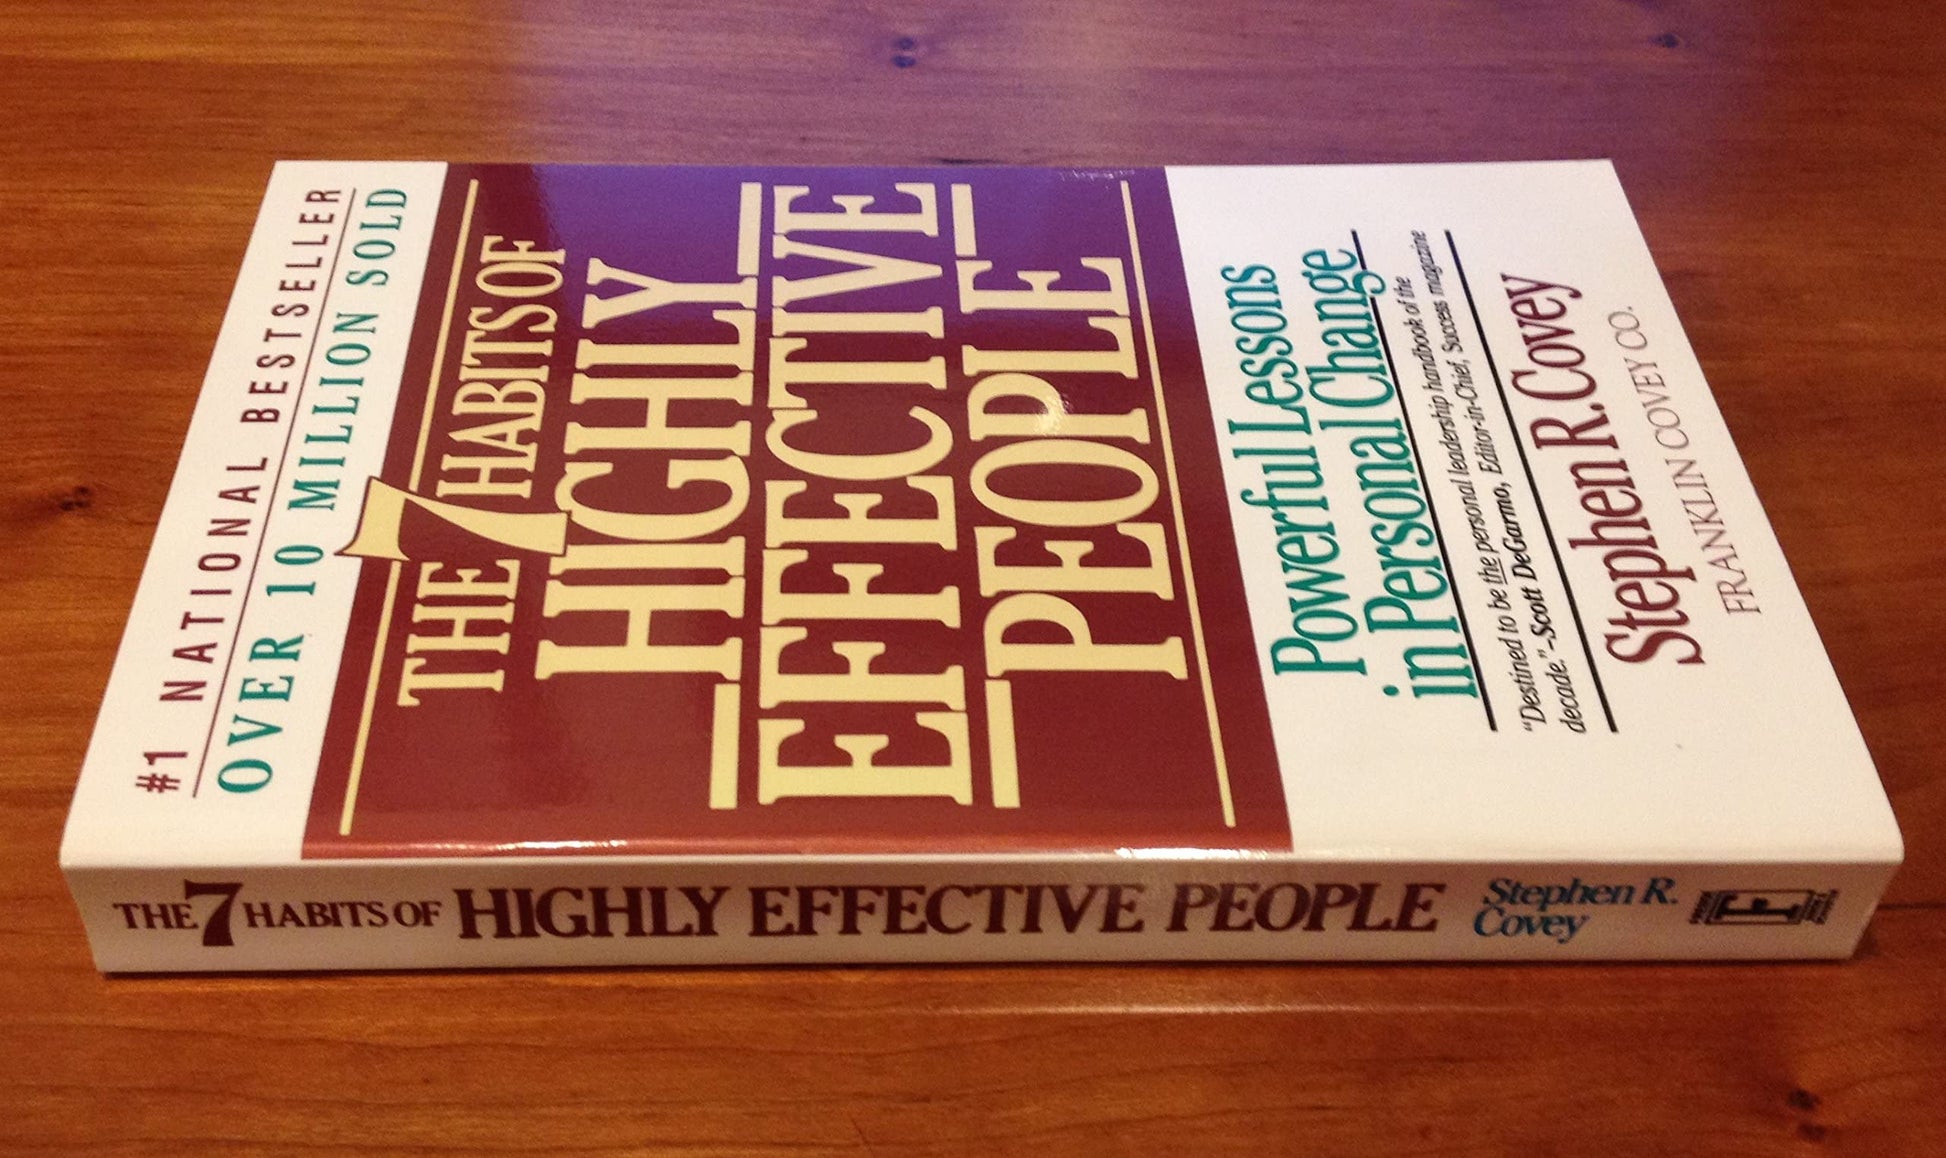 #1 NATIONAL BESTSELLER
OVER 10 MILLION SOLD
THE 7 HABITS OF
HIGHLY
EFFECTIVE
PEOPLE
Powerful Lessons
in Personal Change
"Destined to be the personal leadership handbook of the
decade."–Scott DeGarmo, Editor-in-Chief, Success magazine
Stephen R. Covey
FRANKLIN COVEY CO.
THE 7 HABITS OF HIGHLY EFFECTIVE PEOPLE
Stephen R.
Covey